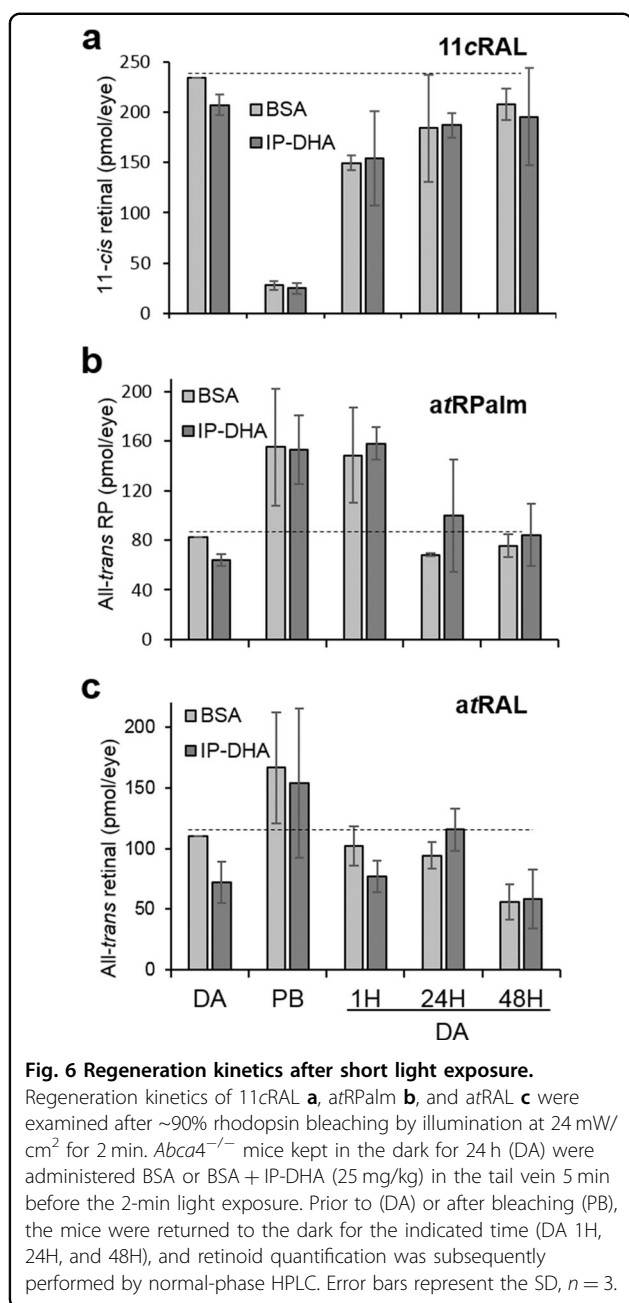 a
11cRAL
250
200
150
100
50
0
11-cis retinal (pmol/eye)
BSA
IP-DHA
b
atRPalm
200
160
120
80
40
0
All-trans RP (pmol/eye)
BSA
IP-DHA
c
atRAL
200
150
100
50
0
All-trans retinal (pmol/eye)
BSA
IP-DHA
DA PB 1H 24H 48H
DA
Fig. 6 Regeneration kinetics after short light exposure.
Regeneration kinetics of 11cRAL a, atRPalm b, and atRAL c were
examined after ~90% rhodopsin bleaching by illumination at 24 mW/
cm² for 2 min. Abca4⁻/⁻ mice kept in the dark for 24 h (DA) were
administered BSA or BSA + IP-DHA (25 mg/kg) in the tail vein 5 min
before the 2-min light exposure. Prior to (DA) or after bleaching (PB),
the mice were returned to the dark for the indicated time (DA 1H,
24H, and 48H), and retinoid quantification was subsequently
performed by normal-phase HPLC. Error bars represent the SD, n = 3.